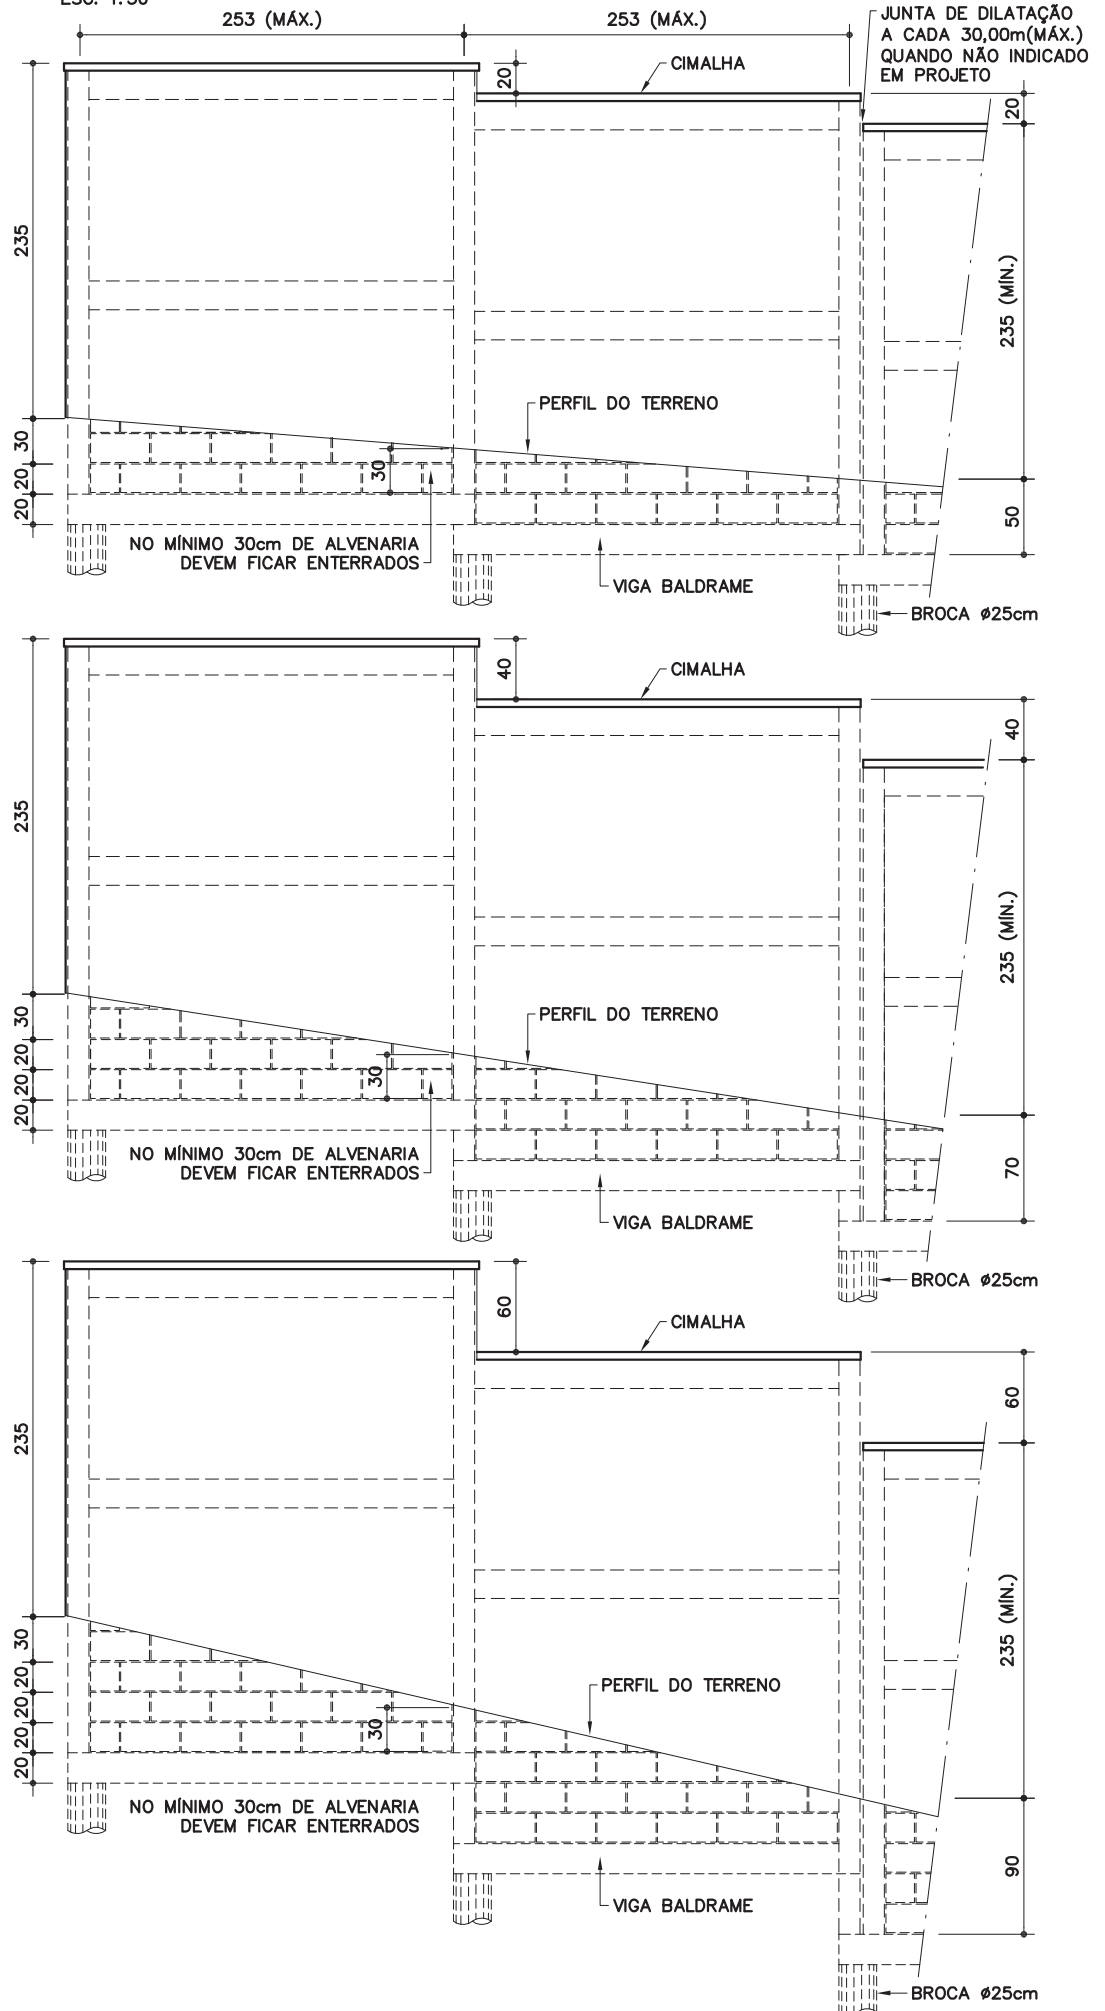 ESC. 1:50
253 (MÁX.)
253 (MÁX.)
JUNTA DE DILATAÇÃO
A CADA 30,00m(MÁX.)
QUANDO NÃO INDICADO
EM PROJETO
20
CIMALHA
20
235
235 (MÍN.)
PERFIL DO TERRENO
30
20
20
30
50
NO MÍNIMO 30cm DE ALVENARIA
DEVEM FICAR ENTERRADOS
VIGA BALDRAME
BROCA ø25cm
40
CIMALHA
40
235
235 (MÍN.)
PERFIL DO TERRENO
30
20
20
20
30
70
NO MÍNIMO 30cm DE ALVENARIA
DEVEM FICAR ENTERRADOS
VIGA BALDRAME
BROCA ø25cm
60
CIMALHA
60
235
235 (MÍN.)
PERFIL DO TERRENO
30
20
20
20
20
30
90
NO MÍNIMO 30cm DE ALVENARIA
DEVEM FICAR ENTERRADOS
VIGA BALDRAME
BROCA ø25cm